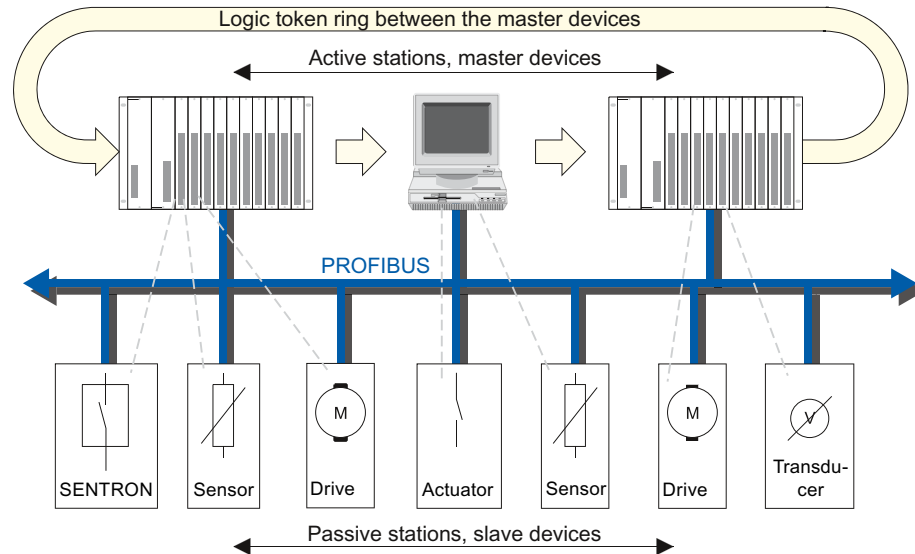 Logic token ring between the master devices
Active stations, master devices
PROFIBUS
M
M
V
SENTRON
Sensor
Drive
Actuator
Sensor
Drive
Transdu-
cer
Passive stations, slave devices